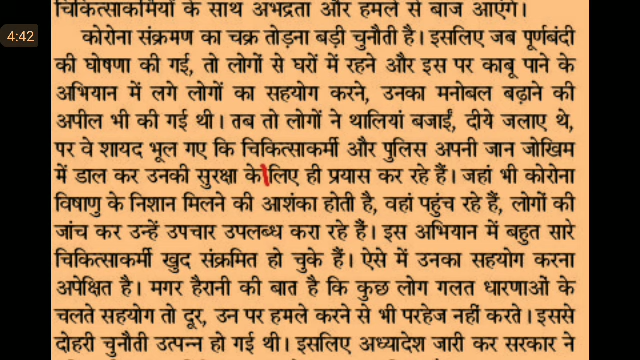 चिकित्साकर्मियों के साथ अभद्रता और हमले से बाज आएंगे।
4:42
कोरोना संक्रमण का चक्र तोड़ना बड़ी चुनौती है। इसलिए जब पूर्णबंदी
की घोषणा की गई, तो लोगों से घरों में रहने और इस पर काबू पाने के
अभियान में लगे लोगों का सहयोग करने, उनका मनोबल बढ़ाने की
अपील भी की गई थी। तब तो लोगों ने थालियां बजाईं, दीये जलाए थे,
पर वे शायद भूल गए कि चिकित्साकर्मी और पुलिस अपनी जान जोखिम
में डाल कर उनकी सुरक्षा के लिए ही प्रयास कर रहे हैं। जहां भी कोरोना
विषाणु के निशान मिलने की आशंका होती है, वहां पहुंच रहे हैं, लोगों की
जांच कर उन्हें उपचार उपलब्ध करा रहे हैं। इस अभियान में बहुत सारे
चिकित्साकर्मी खुद संक्रमित हो चुके हैं। ऐसे में उनका सहयोग करना
अपेक्षित है। मगर हैरानी की बात है कि कुछ लोग गलत धारणाओं के
चलते सहयोग तो दूर, उन पर हमले करने से भी परहेज नहीं करते। इससे
दोहरी चुनौती उत्पन्न हो गई थी। इसलिए अध्यादेश जारी कर सरकार ने